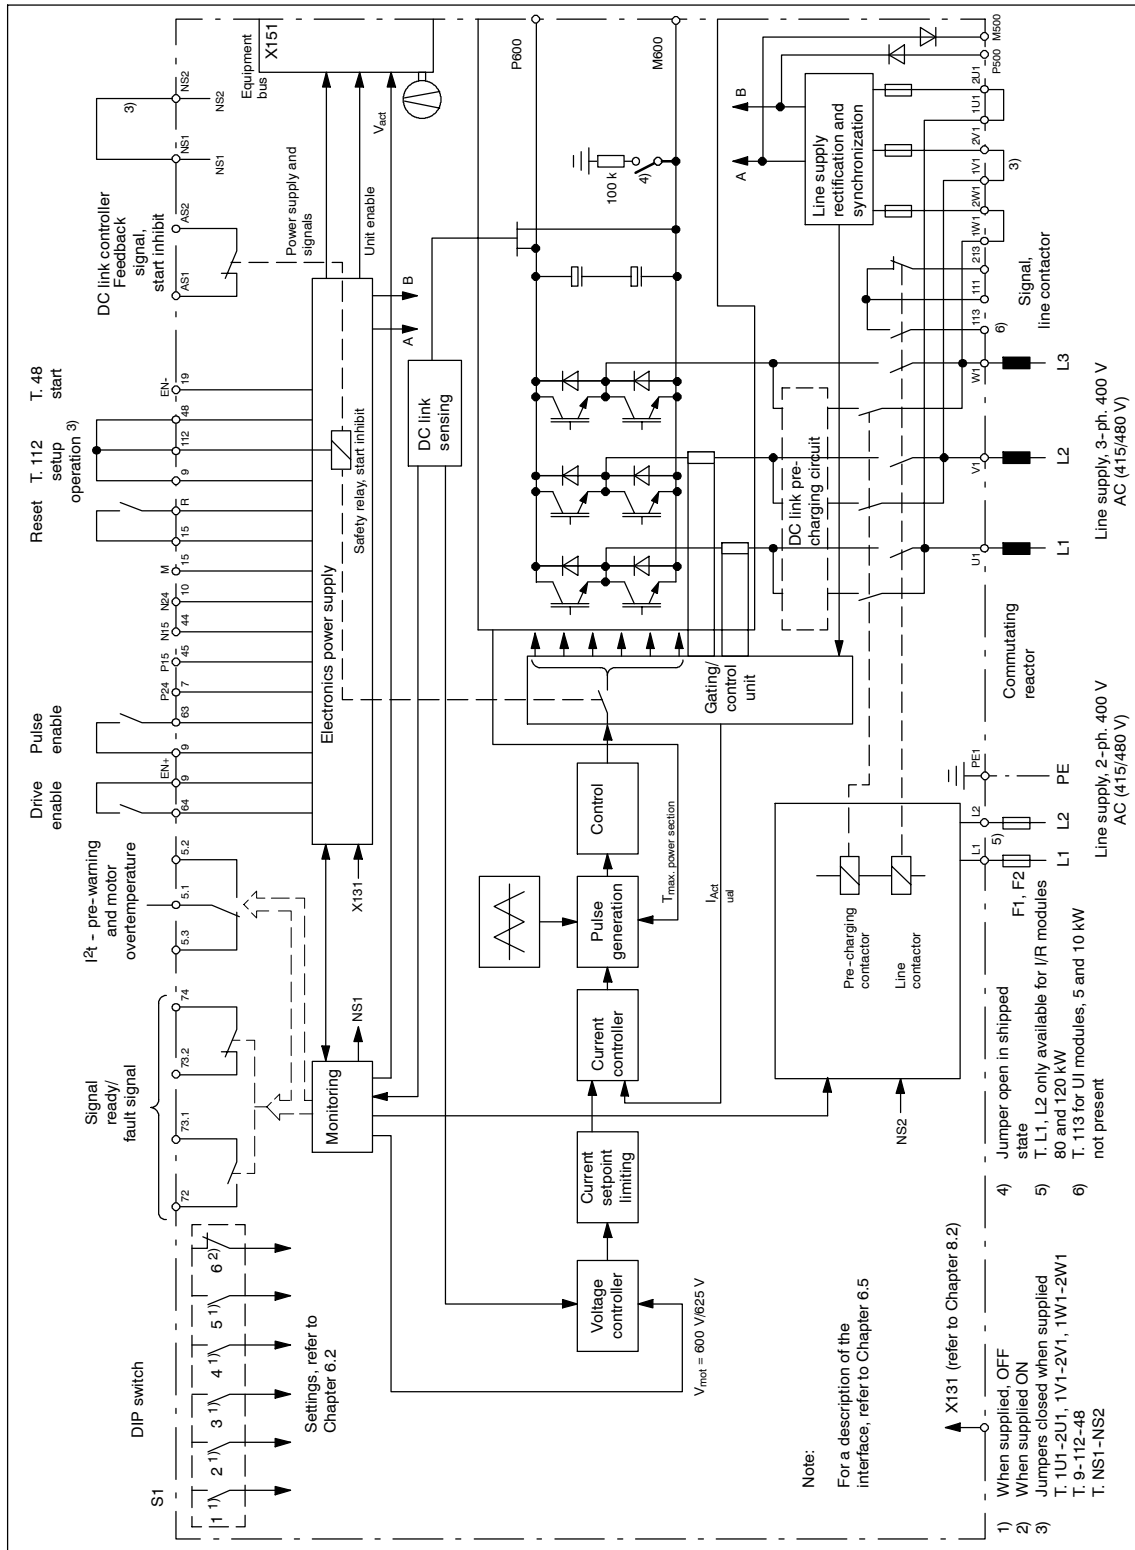 S1
DIP switch
1 1)
2 1)
3 1)
4 1)
5 1)
6 2)
Settings, refer to
Chapter 6.2
Signal
ready/
fault signal
72
73.1
73.2
74
I²t - pre-warning
and motor
overtemperature
5.3
5.1
5.2
Drive
enable
64
9
EN+
Pulse
enable
9
63
P24
7
P15
45
N15
44
N24
10
M
15
Reset
15
R
T. 112
setup
operation 3)
9
112
48
T. 48
start
EN-
19
DC link controller
Feedback
signal,
start inhibit
AS1
AS2
3)
NS1
NS1
NS2
NS2
Equipment
bus
X151
Monitoring
NS1
X131
Electronics power supply
Safety relay, start inhibit
Power supply and
signals
Unit enable
Vact
A
B
DC link
sensing
Vmot = 600 V/625 V
Voltage
controller
Current
setpoint
limiting
Current
controller
Pulse
generation
Control
Tmax. power section
IAct
ual
Gating/
control
unit
P600
M600
100 k
4)
DC link pre-
charging circuit
Line supply
rectification and
synchronization
A
B
Pre-charging
contactor
Line
contactor
NS2
Note:
For a description of the
interface, refer to Chapter 6.5
X131 (refer to Chapter 8.2)
L1
L2
PE1
U1
V1
W1
113
111
213
1W1
2W1
1V1
2V1
1U1
2U1
P500
M500
6)
3)
Signal,
line contactor
5)
F1, F2
L1
L2
PE
Commutating
reactor
L1
L2
L3
Line supply, 2-ph. 400 V
AC (415/480 V)
Line supply, 3-ph. 400 V
AC (415/480 V)
1) When supplied, OFF
2) When supplied ON
3) Jumpers closed when supplied
T. 1U1-2U1, 1V1-2V1, 1W1-2W1
T. 9-112-48
T. NS1-NS2
4) Jumper open in shipped
state
5) T. L1, L2 only available for I/R modules
80 and 120 kW
6) T. 113 for UI modules, 5 and 10 kW
not present